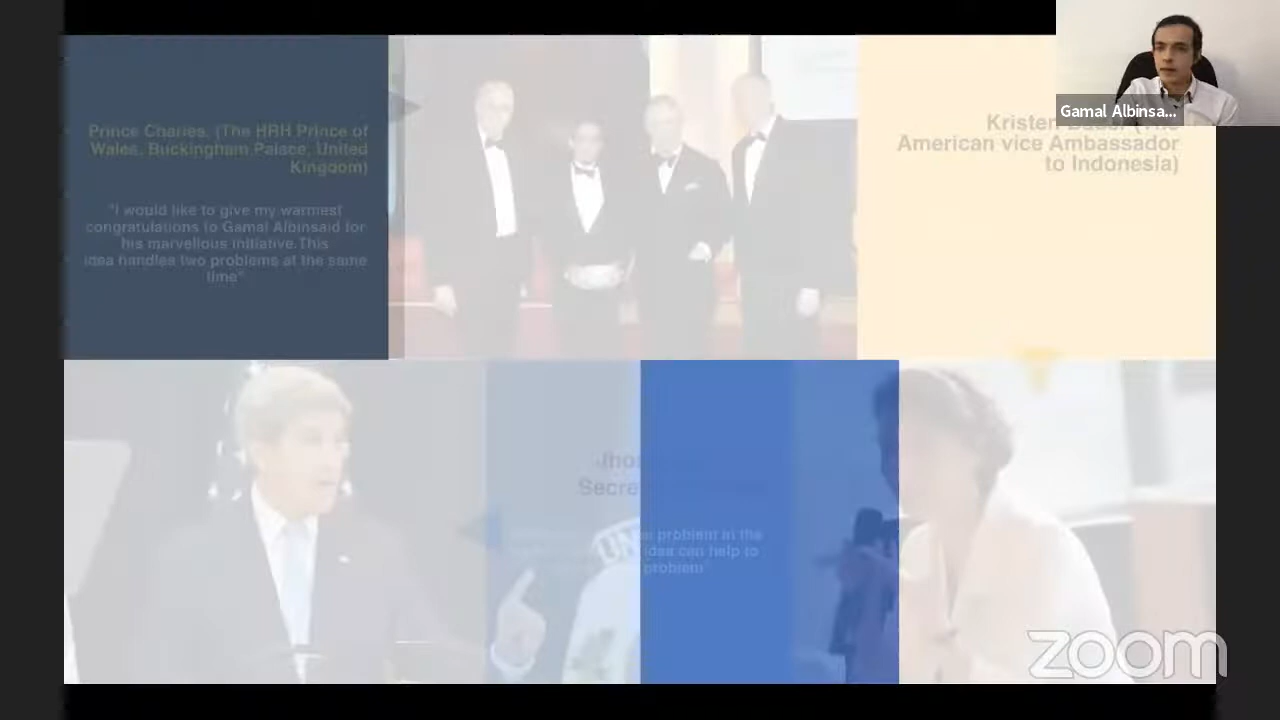 Gamal Albinsa...
Prince Charles, (The HRH Prince of
Wales, Buckingham Palace, United
Kingdom)
"I would like to give my warmest
congratulations to Gamal Albinsaid for
his marvellous initiative.This
idea handles two problems at the same
time"
Kristen
American vice Ambassador
to Indonesia)
problem in the
idea can help to
problem"
UN
zoom